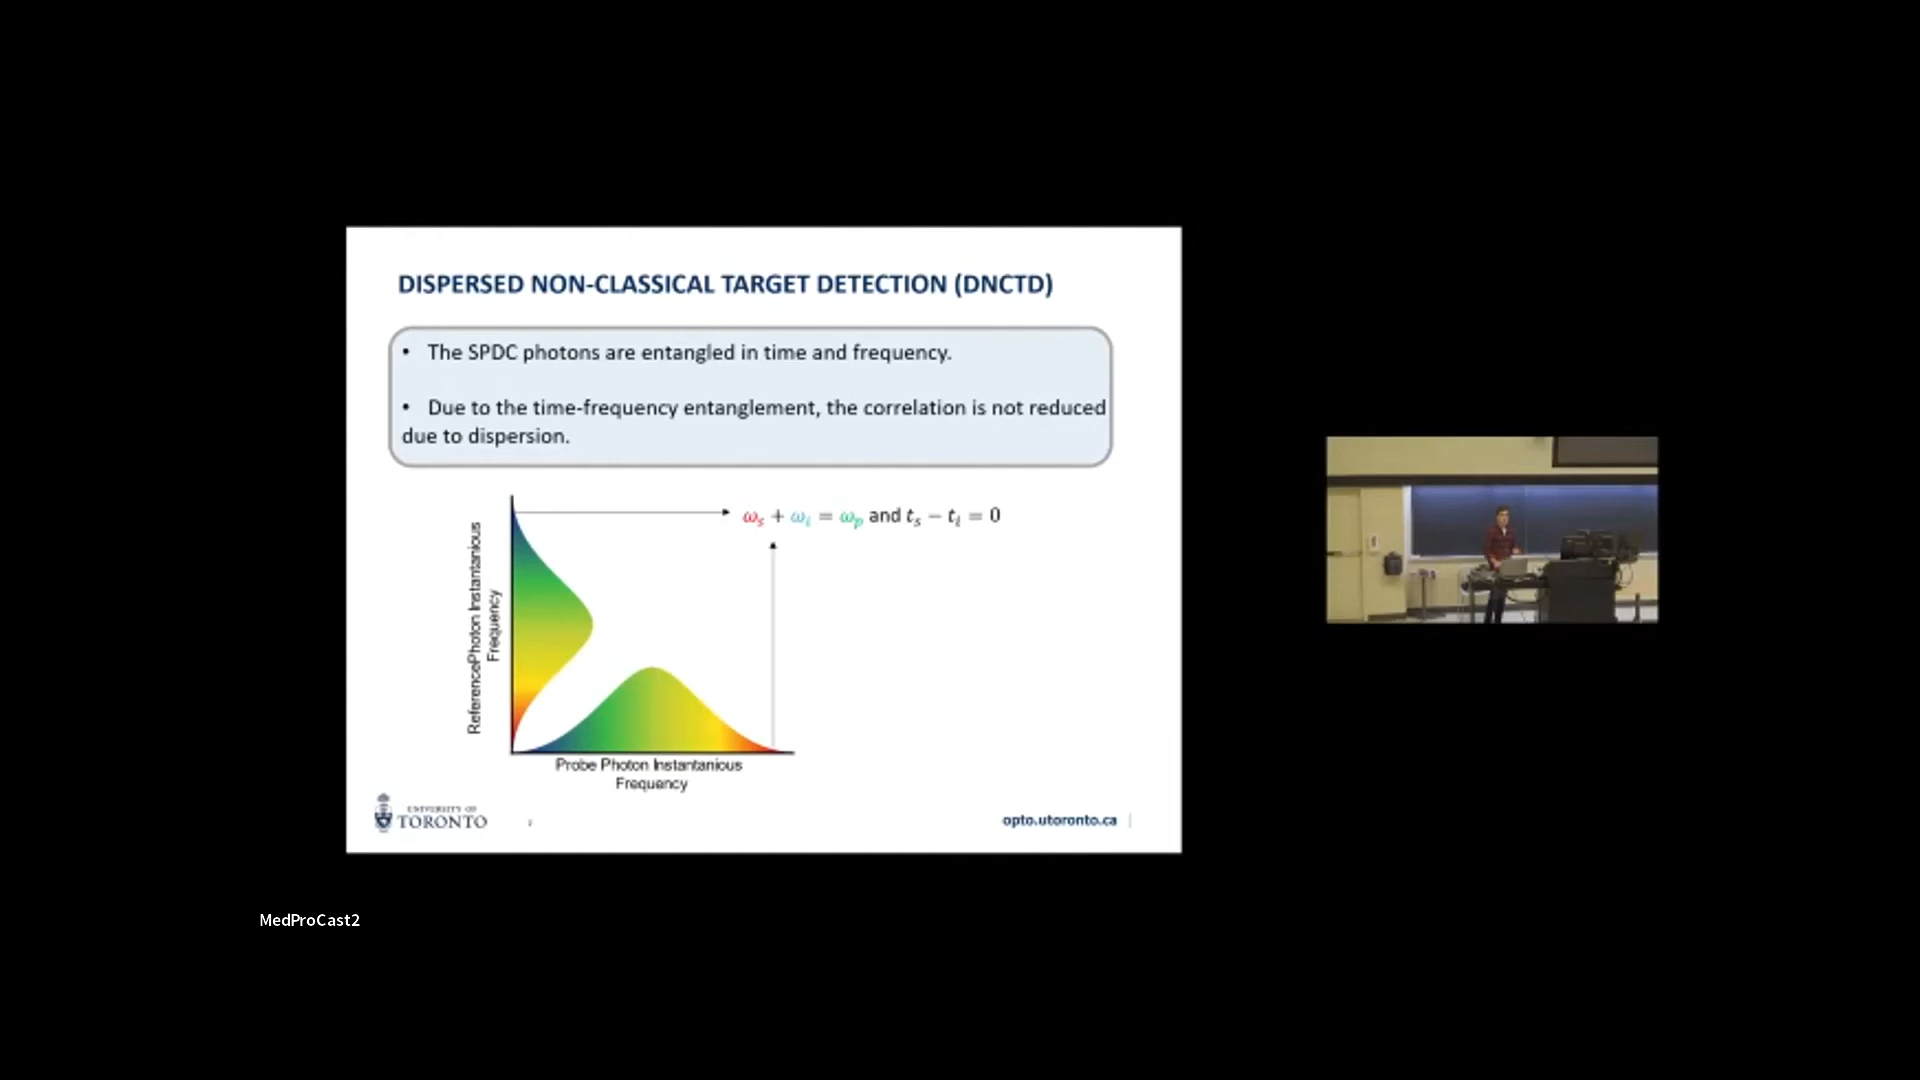 DISPERSED NON-CLASSICAL TARGET DETECTION (DNCTD)
• The SPDC photons are entangled in time and frequency.
• Due to the time-frequency entanglement, the correlation is not reduced
due to dispersion.
ωs + ωi = ωp and ts − ti = 0
ReferencePhoton Instantanious
Frequency
Probe Photon Instantanious
Frequency
UNIVERSITY OF
TORONTO
opto.utoronto.ca
MedProCast2